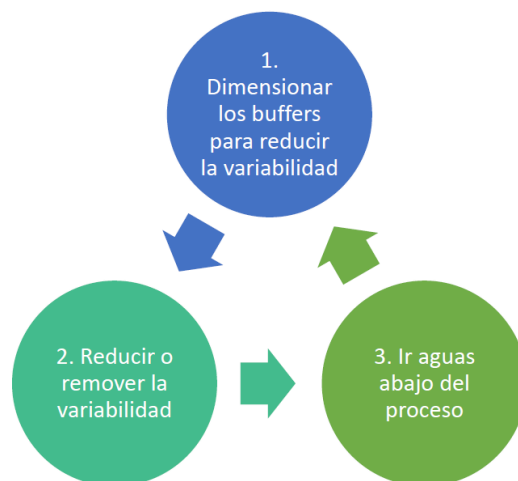 1.
Dimensionar
los buffers
para reducir
la variabilidad
2. Reducir o
remover la
variabilidad
3. Ir aguas
abajo del
proceso